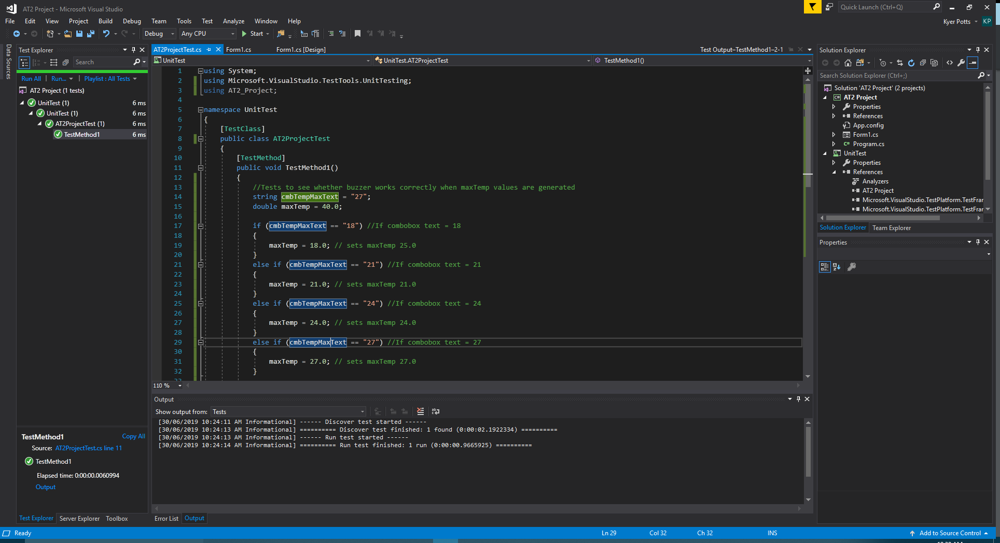 AT2 Project - Microsoft Visual Studio
Quick Launch (Ctrl+Q)
File Edit View Project Build Debug Team Tools Test Analyze Window Help
Kyer Potts KP
Debug Any CPU Start
Data Sources
Test Explorer
Search
Run All | Run... | Playlist : All Tests
AT2 Project (1 tests)
UnitTest (1) 6 ms
UnitTest (1) 6 ms
AT2ProjectTest (1) 6 ms
TestMethod1 6 ms
TestMethod1 Copy All
Source: AT2ProjectTest.cs line 11
TestMethod1
Elapsed time: 0:00:00.0060994
Output
Test Explorer Server Explorer Toolbox
AT2ProjectTest.cs Form1.cs Form1.cs [Design] Test Output–TestMethod1–2-1
UnitTest UnitTest.AT2ProjectTest TestMethod1()
1 using System;
2 using Microsoft.VisualStudio.TestTools.UnitTesting;
3 using AT2_Project;
4
5 namespace UnitTest
6 {
7 [TestClass]
8 public class AT2ProjectTest
9 {
10 [TestMethod]
11 public void TestMethod1()
12 {
13 //Tests to see whether buzzer works correctly when maxTemp values are generated
14 string cmbTempMaxText = "27";
15 double maxTemp = 40.0;
16
17 if (cmbTempMaxText == "18") //If combobox text = 18
18 {
19 maxTemp = 18.0; // sets maxTemp 25.0
20 }
21 else if (cmbTempMaxText == "21") //If combobox text = 21
22 {
23 maxTemp = 21.0; // sets maxTemp 21.0
24 }
25 else if (cmbTempMaxText == "24") //If combobox text = 24
26 {
27 maxTemp = 24.0; // sets maxTemp 24.0
28 }
29 else if (cmbTempMaxText == "27") //If combobox text = 27
30 {
31 maxTemp = 27.0; // sets maxTemp 27.0
32 }
110 %
Output
Show output from: Tests
[30/06/2019 10:24:11 AM Informational] ------ Discover test started ------
[30/06/2019 10:24:13 AM Informational] ========== Discover test finished: 1 found (0:00:02.1922334) ==========
[30/06/2019 10:24:13 AM Informational] ------ Run test started ------
[30/06/2019 10:24:14 AM Informational] ========== Run test finished: 1 run (0:00:00.9665925) ==========
Error List Output
Solution Explorer
Search Solution Explorer (Ctrl+;)
Solution 'AT2 Project' (2 projects)
AT2 Project
Properties
References
App.config
Form1.cs
Program.cs
UnitTest
Properties
References
Analyzers
AT2 Project
Microsoft.VisualStudio.TestPlatform.TestFrar
Microsoft.VisualStudio.TestPlatform.TestFrar
Solution Explorer Team Explorer
Properties
Ready Ln 29 Col 32 Ch 32 INS Add to Source Control